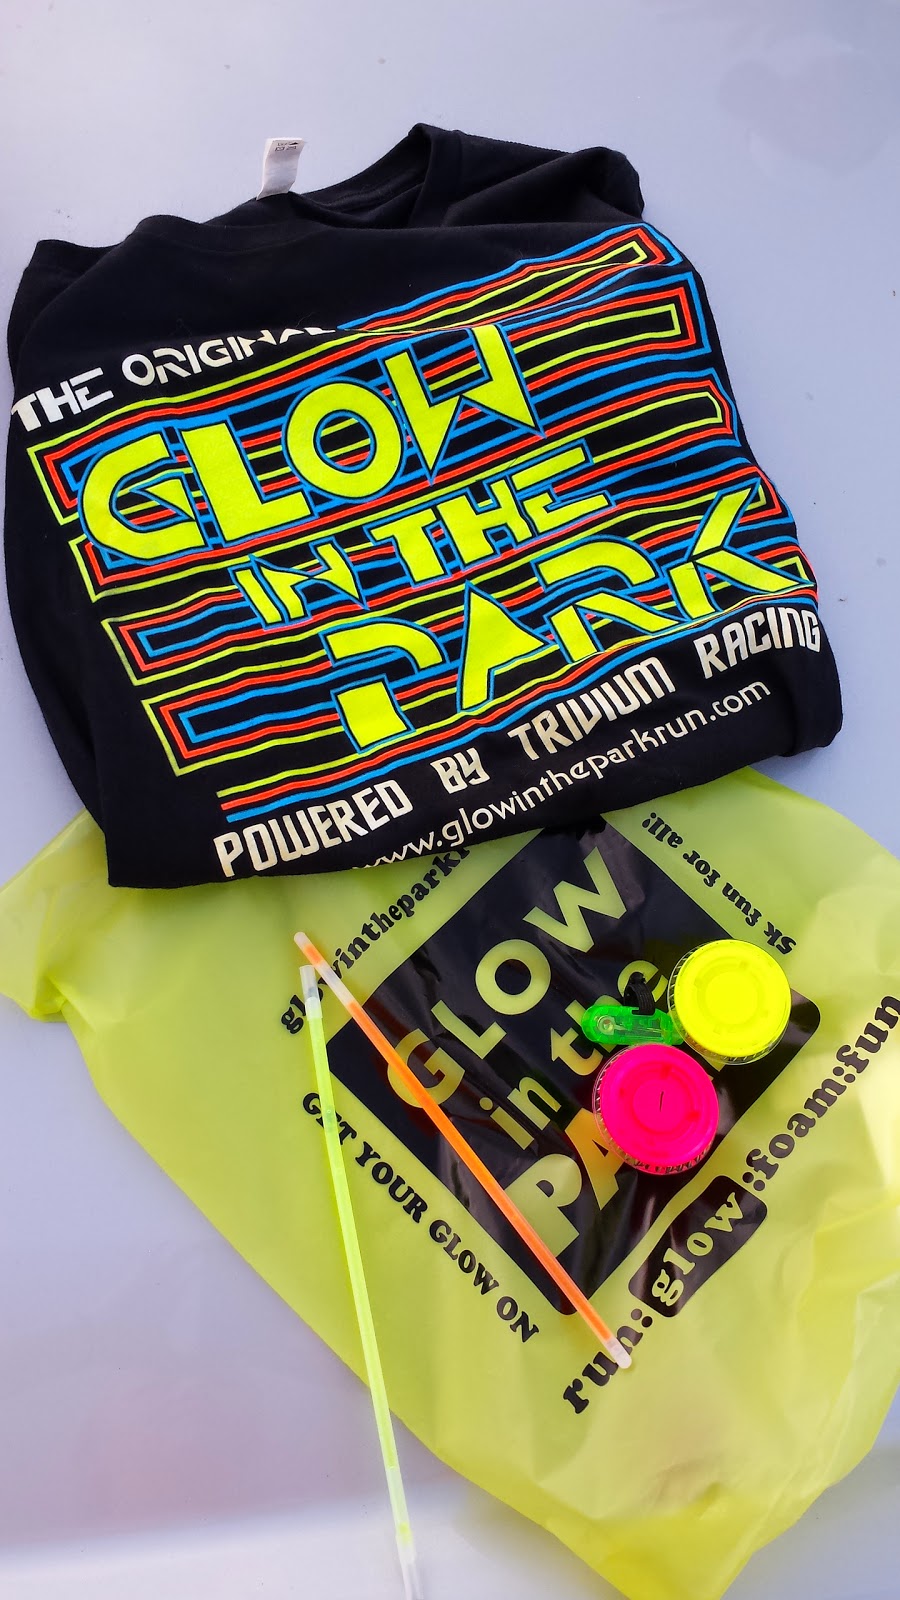 THE ORIGINAL
GLOW
IN THE
PARK
POWERED BY TRIVIUM RACING
www.glowintheparkrun.com
glowintheparkr
5k fun for all!
GLOW
in the
PA
GET YOUR GLOW ON
run:glow:foam:fun